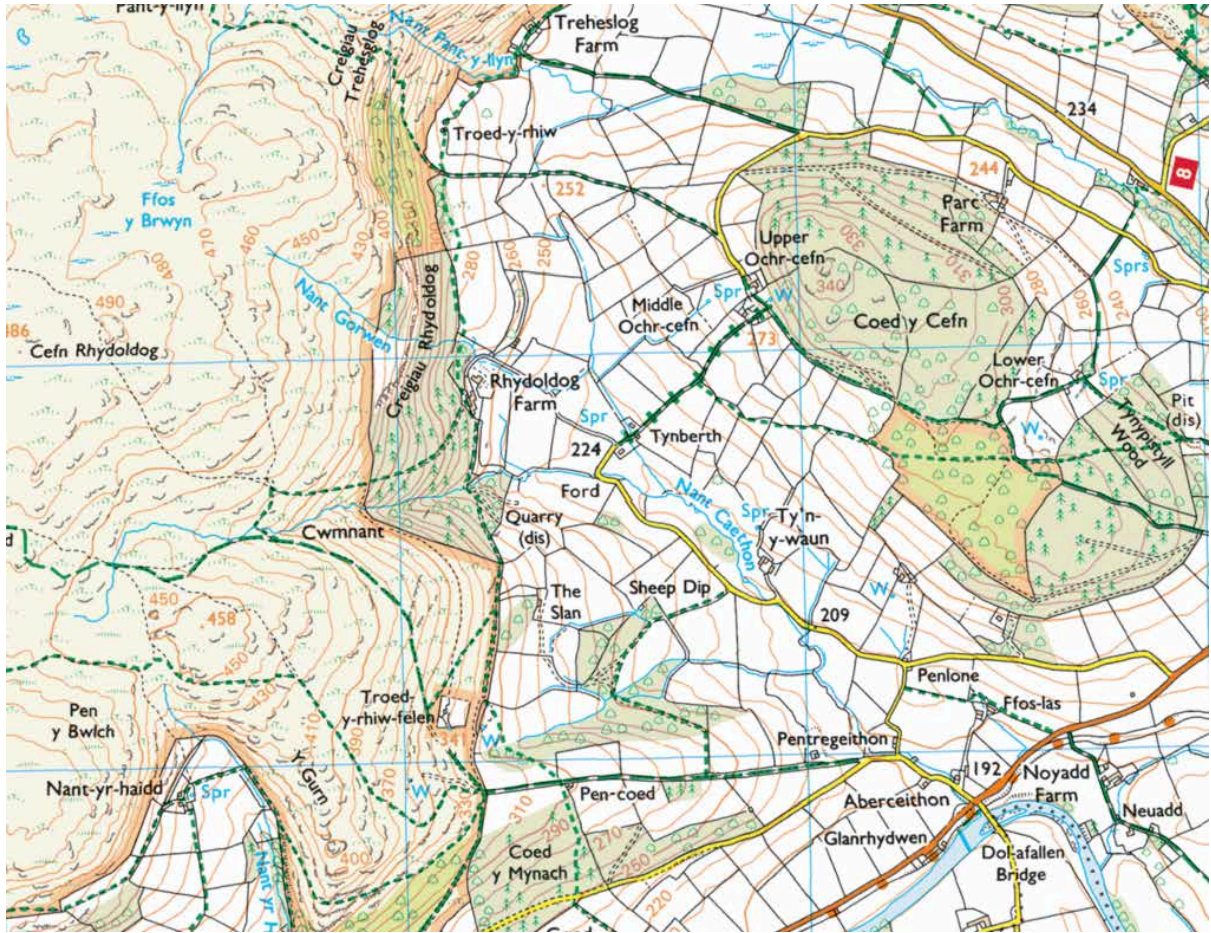 Pant-y-llyn
Nant Pant-y-llyn
Treheslog
Farm
Creigiau
Treheslog
234
8
Troed-y-rhiw
252
244
Parc
Farm
Ffos
y Brwyn
400
350
430
450
460
470
480
490
280
260
250
Upper
Ochr-cefn
330
310
340
300
280
260
240
Sprs
Nant Gorwen
Creigiau Rhydoldog
Middle
Ochr-cefn
Spr
W
273
Coed y Cefn
Cefn Rhydoldog
Rhydoldog
Farm
Lower
Ochr-cefn
Spr
Pit
(dis)
Spr
Tynberth
W
Tynypistyll
Wood
224
Ford
Nant Caethon
Spr
Ty'n-
y-waun
Quarry
(dis)
Cwmnant
The
Slan
Sheep Dip
W
450
458
450
430
410
390
370
209
Penlone
Troed-
y-rhiw-felen
341
Ffos-las
Pen
y Bwlch
Y Gurn
W
Pentregeithon
192
Noyadd
Farm
Nant-yr-haidd
Spr
W
330
310
Pen-coed
Aberceithon
Neuadd
Glanrhydwen
290
270
250
400
Coed
y Mynach
Dol-afallen
Bridge
220